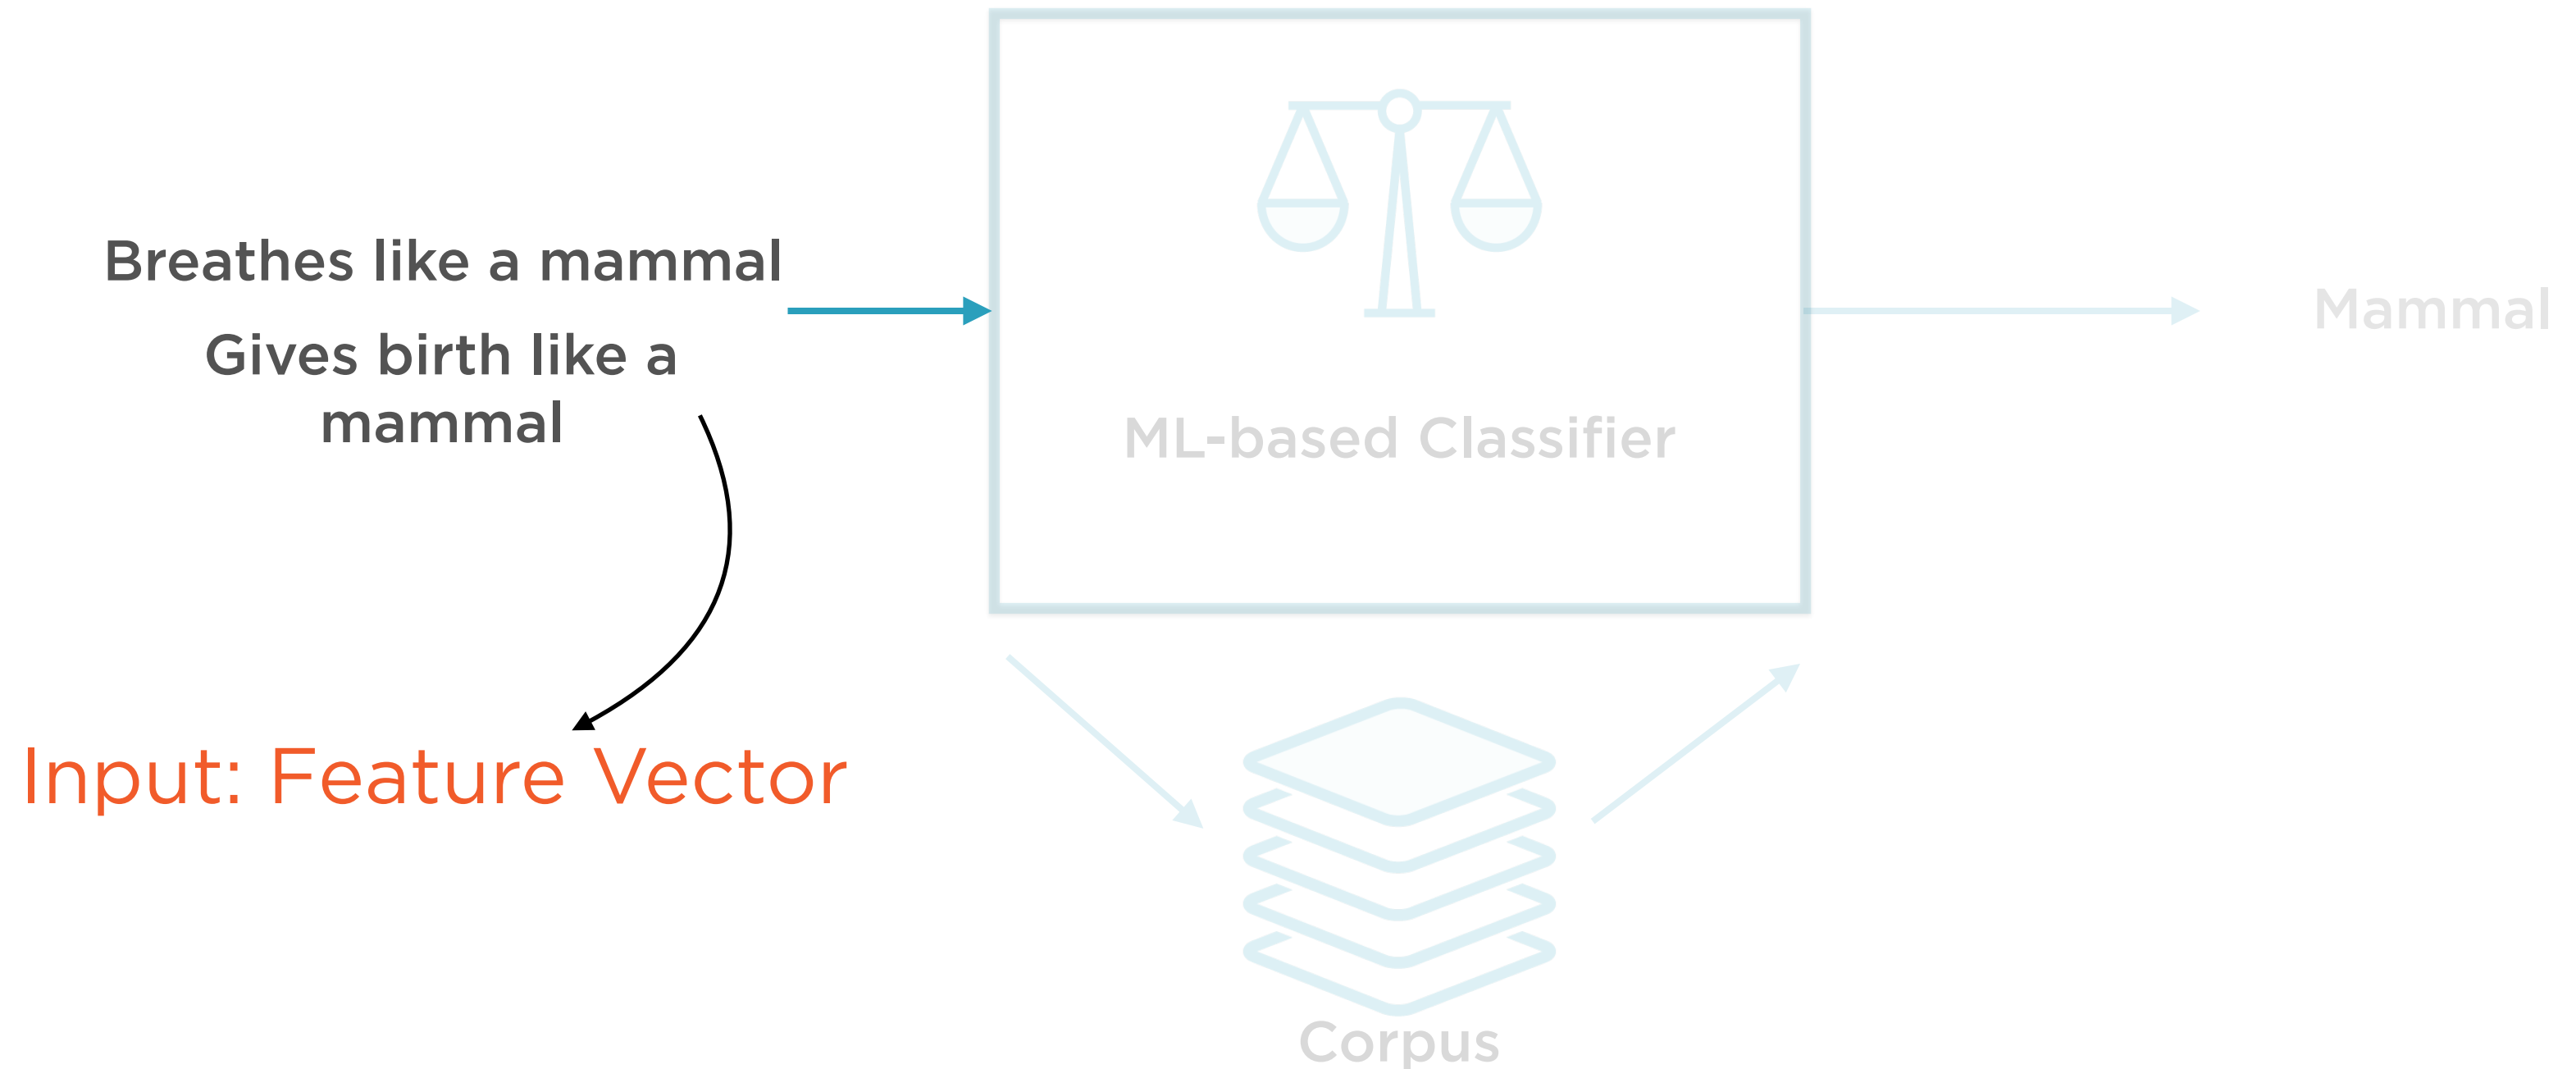 Breathes like a mammal
Gives birth like a
mammal
ML-based Classifier
Mammal
Input: Feature Vector
Corpus